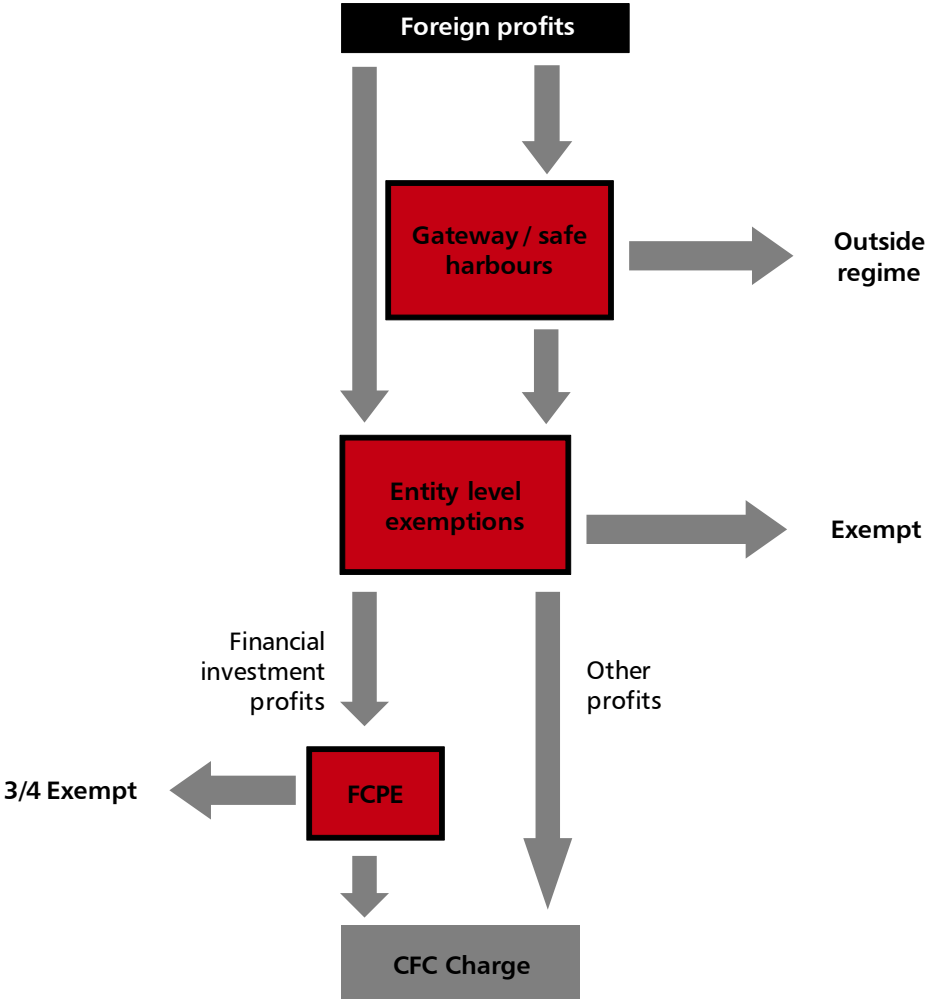 Foreign profits
Gateway / safe
harbours
Outside
regime
Entity level
exemptions
Exempt
Financial
investment
profits
Other
profits
3/4 Exempt
FCPE
CFC Charge